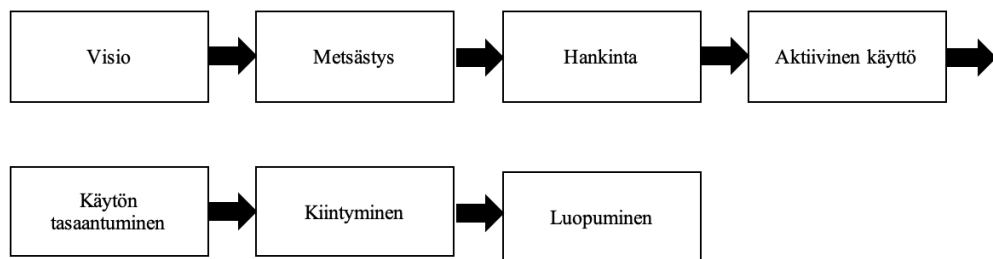 Visio
Metsästys
Hankinta
Aktiivinen käyttö
Käytön
tasaantuminen
Kiintyminen
Luopuminen